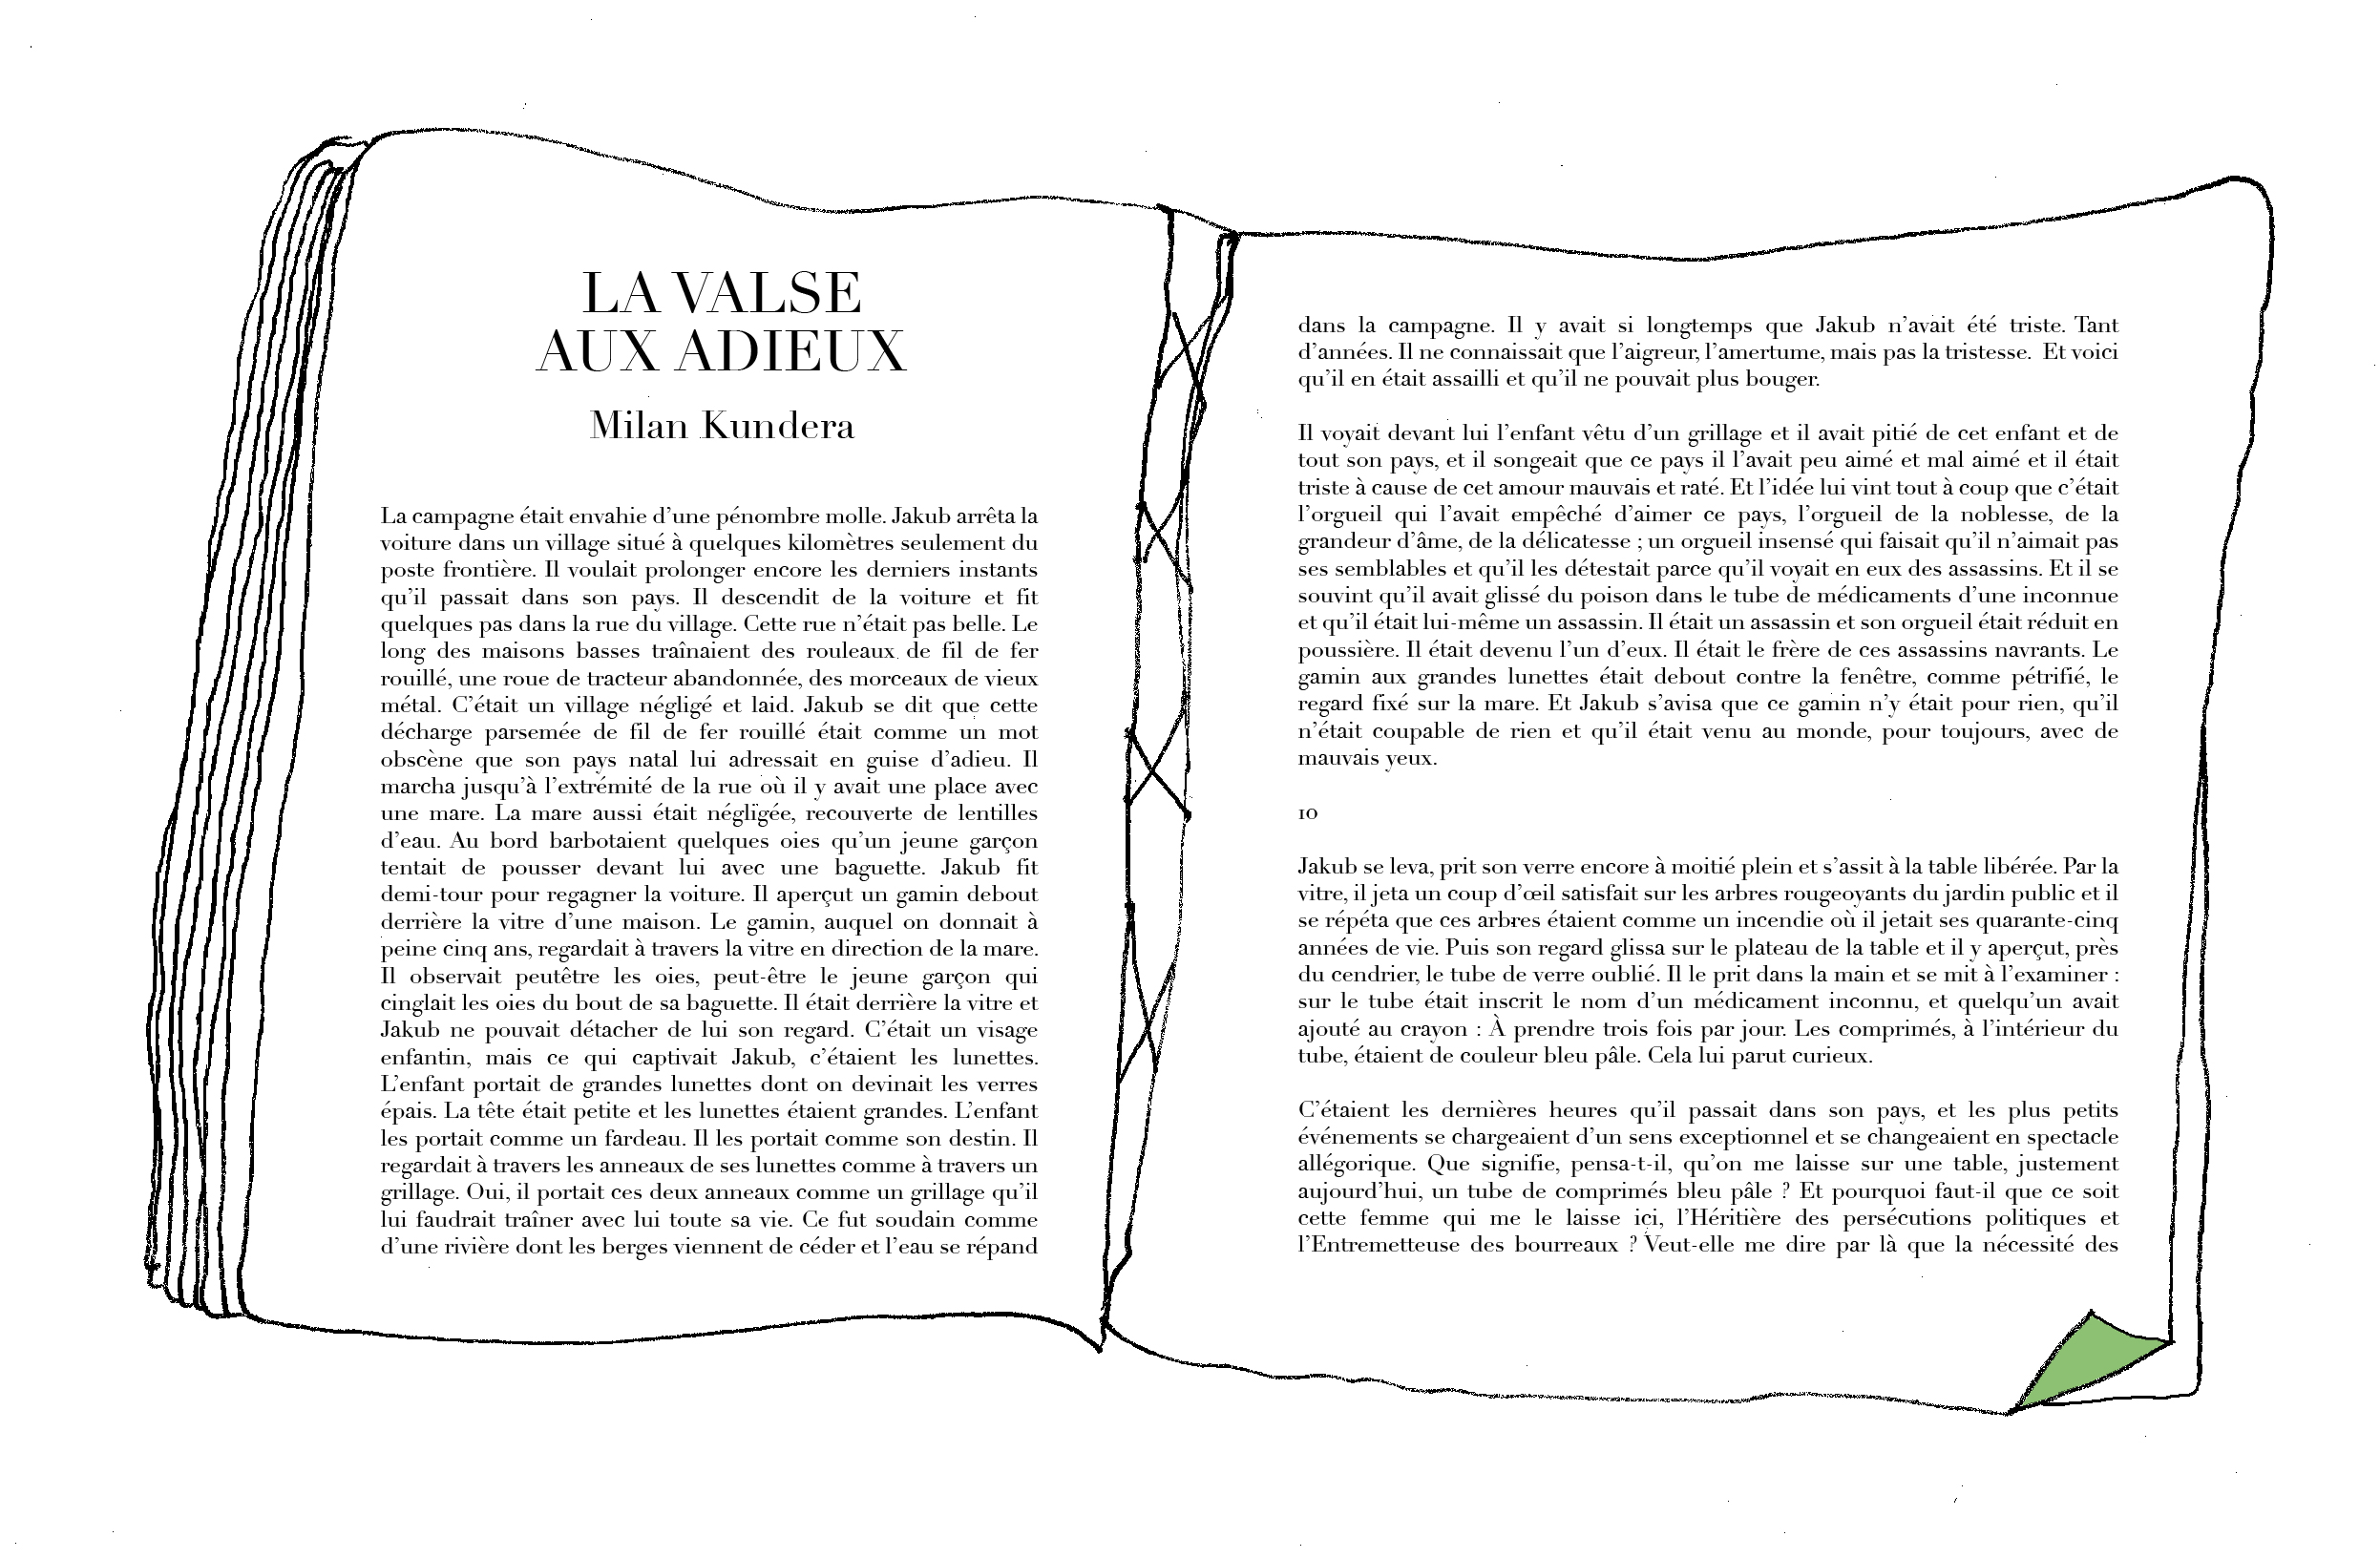 LA VALSE
AUX ADIEUX
Milan Kundera
La campagne était envahie d'une pénombre molle. Jakub arrêta la
voiture dans un village situé à quelques kilomètres seulement du
poste frontière. Il voulait prolonger encore les derniers instants
qu'il passait dans son pays. Il descendit de la voiture et fit
quelques pas dans la rue du village. Cette rue n'était pas belle. Le
long des maisons basses traînaient des rouleaux de fil de fer
rouillé, une roue de tracteur abandonnée, des morceaux de vieux
métal. C'était un village négligé et laid. Jakub se dit que cette
décharge parsemée de fil de fer rouillé était comme un mot
obscène que son pays natal lui adressait en guise d'adieu. Il
marcha jusqu'à l'extrémité de la rue où il y avait une place avec
une mare. La mare aussi était négligée, recouverte de lentilles
d'eau. Au bord barbotaient quelques oies qu'un jeune garçon
tentait de pousser devant lui avec une baguette. Jakub fit
demi-tour pour regagner la voiture. Il aperçut un gamin debout
derrière la vitre d'une maison. Le gamin, auquel on donnait à
peine cinq ans, regardait à travers la vitre en direction de la mare.
Il observait peutêtre les oies, peut-être le jeune garçon qui
cinglait les oies du bout de sa baguette. Il était derrière la vitre et
Jakub ne pouvait détacher de lui son regard. C'était un visage
enfantin, mais ce qui captivait Jakub, c'étaient les lunettes.
L'enfant portait de grandes lunettes dont on devinait les verres
épais. La tête était petite et les lunettes étaient grandes. L'enfant
les portait comme un fardeau. Il les portait comme son destin. Il
regardait à travers les anneaux de ses lunettes comme à travers un
grillage. Oui, il portait ces deux anneaux comme un grillage qu'il
lui faudrait traîner avec lui toute sa vie. Ce fut soudain comme
d'une rivière dont les berges viennent de céder et l'eau se répand
dans la campagne. Il y avait si longtemps que Jakub n'avait été triste. Tant
d'années. Il ne connaissait que l'aigreur, l'amertume, mais pas la tristesse. Et voici
qu'il en était assailli et qu'il ne pouvait plus bouger.
Il voyait devant lui l'enfant vêtu d'un grillage et il avait pitié de cet enfant et de
tout son pays, et il songeait que ce pays il l'avait peu aimé et mal aimé et il était
triste à cause de cet amour mauvais et raté. Et l'idée lui vint tout à coup que c'était
l'orgueil qui l'avait empêché d'aimer ce pays, l'orgueil de la noblesse, de la
grandeur d'âme, de la délicatesse ; un orgueil insensé qui faisait qu'il n'aimait pas
ses semblables et qu'il les détestait parce qu'il voyait en eux des assassins. Et il se
souvint qu'il avait glissé du poison dans le tube de médicaments d'une inconnue
et qu'il était lui-même un assassin. Il était un assassin et son orgueil était réduit en
poussière. Il était devenu l'un d'eux. Il était le frère de ces assassins navrants. Le
gamin aux grandes lunettes était debout contre la fenêtre, comme pétrifié, le
regard fixé sur la mare. Et Jakub s'avisa que ce gamin n'y était pour rien, qu'il
n'était coupable de rien et qu'il était venu au monde, pour toujours, avec de
mauvais yeux.
10
Jakub se leva, prit son verre encore à moitié plein et s'assit à la table libérée. Par la
vitre, il jeta un coup d'œil satisfait sur les arbres rougeoyants du jardin public et il
se répéta que ces arbres étaient comme un incendie où il jetait ses quarante-cinq
années de vie. Puis son regard glissa sur le plateau de la table et il y aperçut, près
du cendrier, le tube de verre oublié. Il le prit dans la main et se mit à l'examiner :
sur le tube était inscrit le nom d'un médicament inconnu, et quelqu'un avait
ajouté au crayon : À prendre trois fois par jour. Les comprimés, à l'intérieur du
tube, étaient de couleur bleu pâle. Cela lui parut curieux.
C'étaient les dernières heures qu'il passait dans son pays, et les plus petits
événements se chargeaient d'un sens exceptionnel et se changeaient en spectacle
allégorique. Que signifie, pensa-t-il, qu'on me laisse sur une table, justement
aujourd'hui, un tube de comprimés bleu pâle ? Et pourquoi faut-il que ce soit
cette femme qui me le laisse ici, l'Héritière des persécutions politiques et
l'Entremetteuse des bourreaux ? Veut-elle me dire par là que la nécessité des